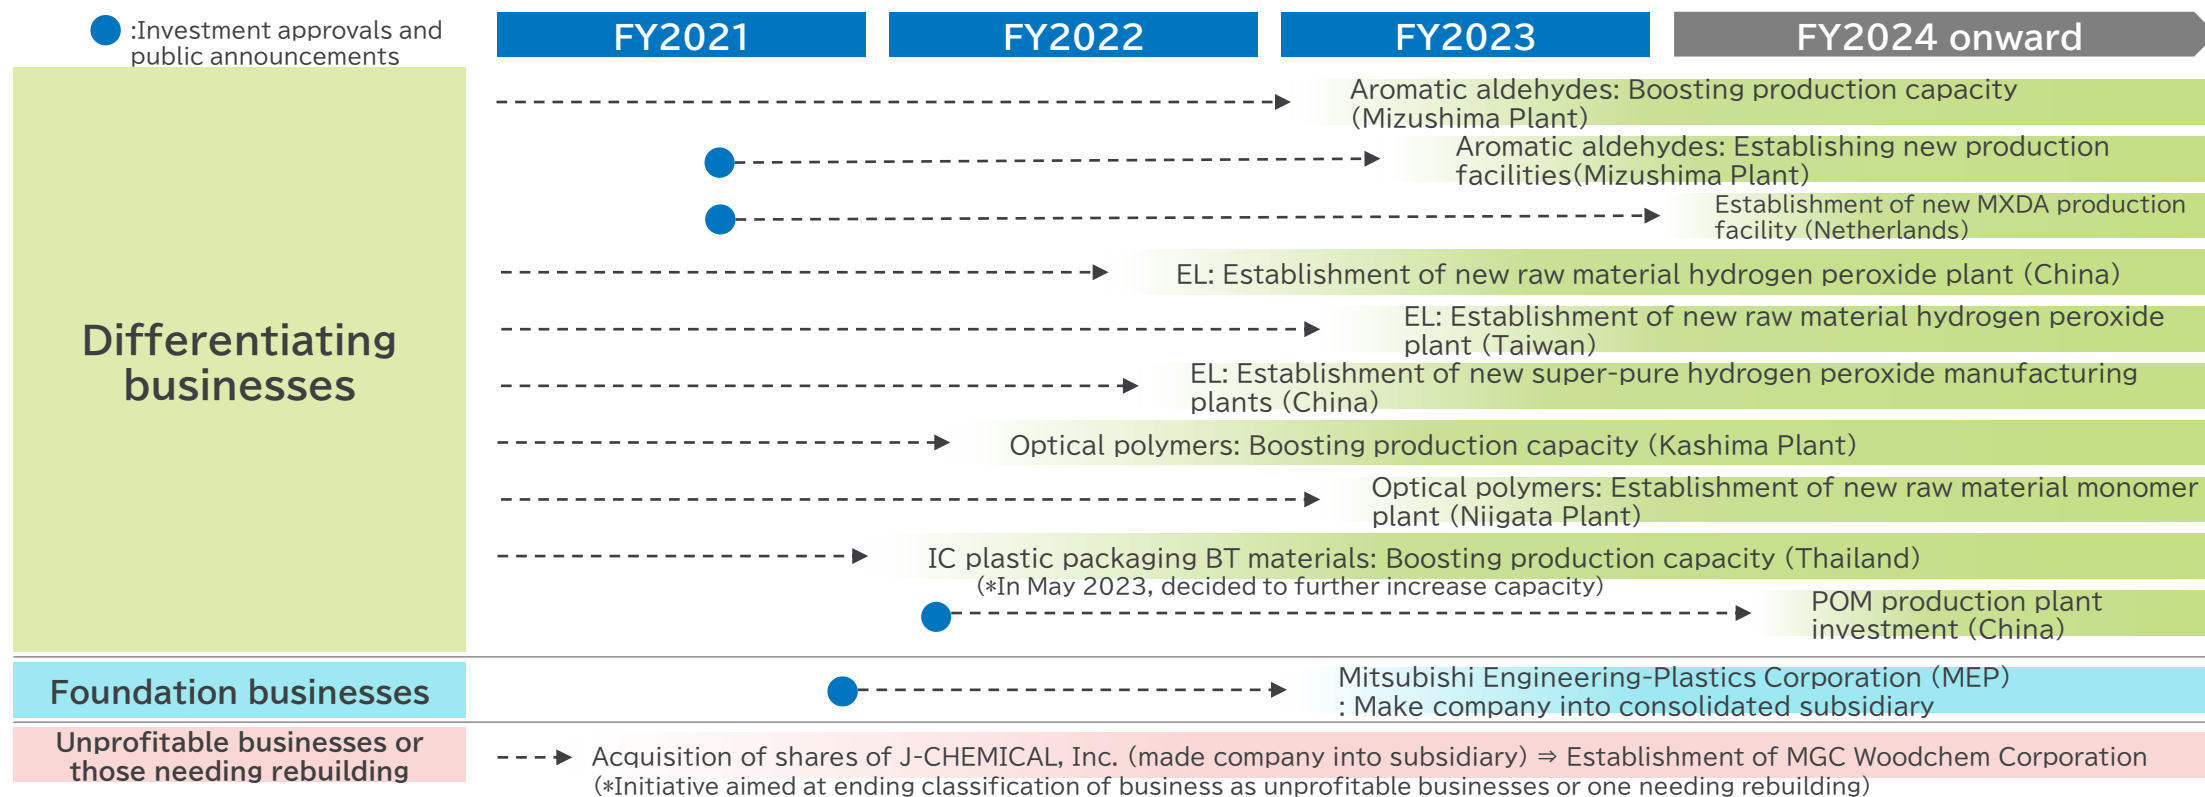 :Investment approvals and
public announcements
FY2021
FY2022
FY2023
FY2024 onward
Differentiating
businesses
Aromatic aldehydes: Boosting production capacity
(Mizushima Plant)
Aromatic aldehydes: Establishing new production
facilities(Mizushima Plant)
Establishment of new MXDA production
facility (Netherlands)
EL: Establishment of new raw material hydrogen peroxide plant (China)
EL: Establishment of new raw material hydrogen peroxide
plant (Taiwan)
EL: Establishment of new super-pure hydrogen peroxide manufacturing
plants (China)
Optical polymers: Boosting production capacity (Kashima Plant)
Optical polymers: Establishment of new raw material monomer
plant (Niigata Plant)
IC plastic packaging BT materials: Boosting production capacity (Thailand)
(*In May 2023, decided to further increase capacity)
POM production plant
investment (China)
Foundation businesses
Mitsubishi Engineering-Plastics Corporation (MEP)
: Make company into consolidated subsidiary
Unprofitable businesses or
those needing rebuilding
Acquisition of shares of J-CHEMICAL, Inc. (made company into subsidiary) ⇒ Establishment of MGC Woodchem Corporation
(*Initiative aimed at ending classification of business as unprofitable businesses or one needing rebuilding)